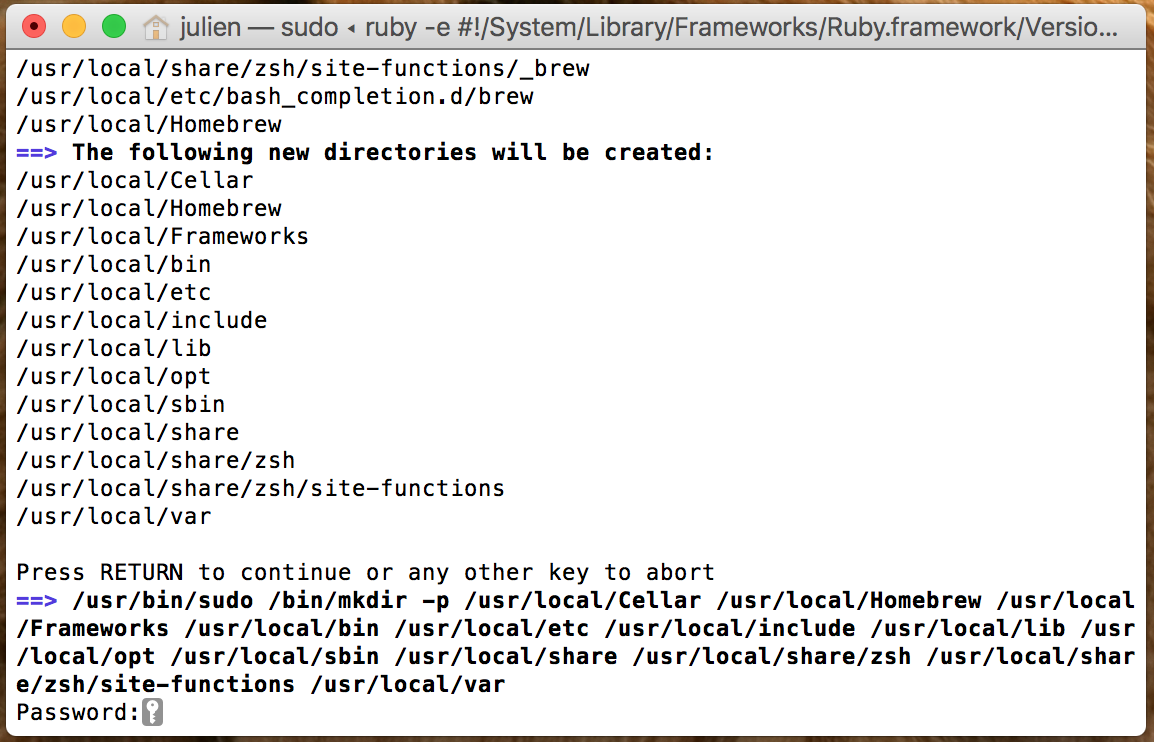 julien — sudo ◂ ruby -e #!/System/Library/Frameworks/Ruby.framework/Versio...
/usr/local/share/zsh/site-functions/_brew
/usr/local/etc/bash_completion.d/brew
/usr/local/Homebrew
==> The following new directories will be created:
/usr/local/Cellar
/usr/local/Homebrew
/usr/local/Frameworks
/usr/local/bin
/usr/local/etc
/usr/local/include
/usr/local/lib
/usr/local/opt
/usr/local/sbin
/usr/local/share
/usr/local/share/zsh
/usr/local/share/zsh/site-functions
/usr/local/var
Press RETURN to continue or any other key to abort
==> /usr/bin/sudo /bin/mkdir -p /usr/local/Cellar /usr/local/Homebrew /usr/local
/Frameworks /usr/local/bin /usr/local/etc /usr/local/include /usr/local/lib /usr
/local/opt /usr/local/sbin /usr/local/share /usr/local/share/zsh /usr/local/shar
e/zsh/site-functions /usr/local/var
Password: